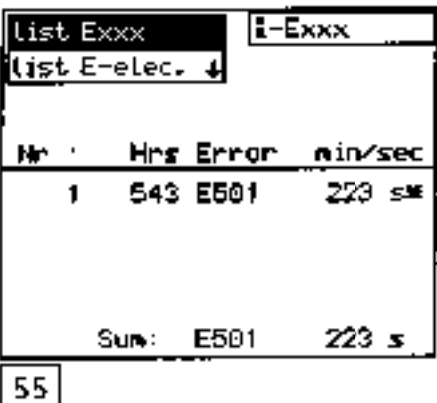 list Exxx
i-Exxx
list E-elec. ↓
Nr Hrs Error min/sec
1 543 E501 223 s*
Sum: E501 223 s
55